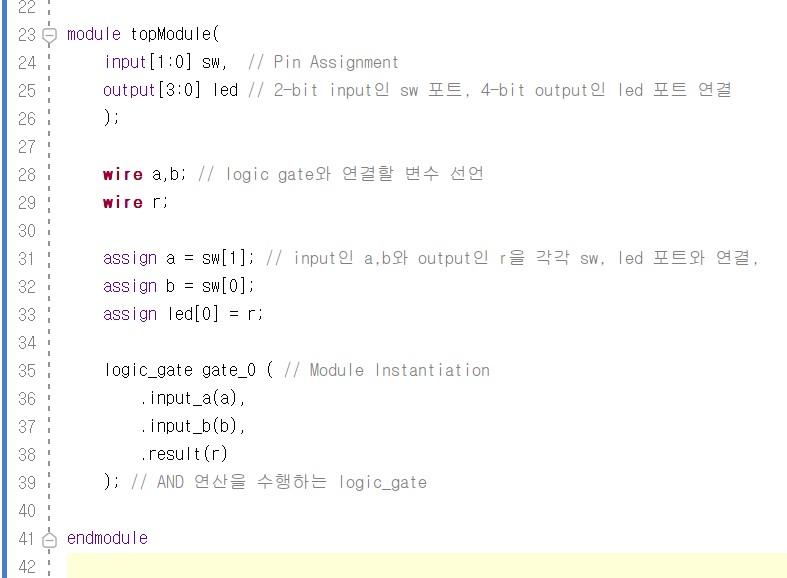 22
23 module topModule(
24 input[1:0] sw, // Pin Assignment
25 output[3:0] led // 2-bit input인 sw 포트, 4-bit output인 led 포트 연결
26 );
27
28 wire a,b; // logic gate와 연결할 변수 선언
29 wire r;
30
31 assign a = sw[1]; // input인 a,b와 output인 r을 각각 sw, led 포트와 연결,
32 assign b = sw[0];
33 assign led[0] = r;
34
35 logic_gate gate_0 ( // Module Instantiation
36 .input_a(a),
37 .input_b(b),
38 .result(r)
39 ); // AND 연산을 수행하는 logic_gate
40
41 endmodule
42